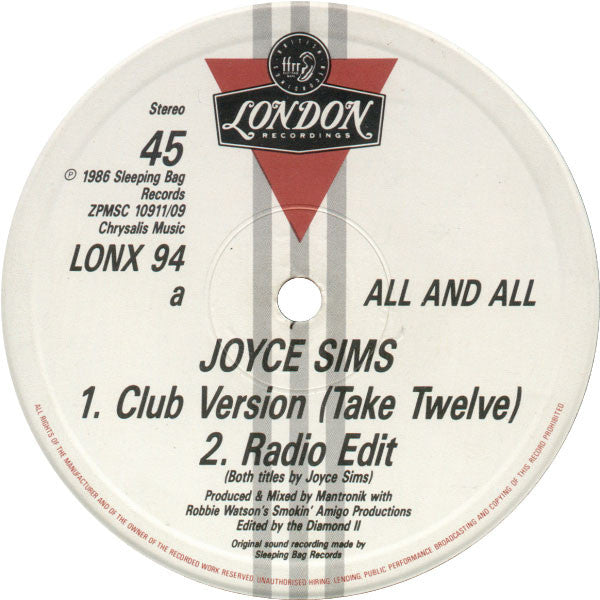 ffrr
LONDON
RECORDINGS
Stereo
45
℗ 1986 Sleeping Bag
Records
ZPMSC 10911/09
Chrysalis Music
LONX 94
a
ALL AND ALL
JOYCE SIMS
1. Club Version (Take Twelve)
2. Radio Edit
(Both titles by Joyce Sims)
Produced & Mixed by Mantronik with
Robbie Watson's Smokin' Amigo Productions
Edited by the Diamond II
Original sound recording made by
Sleeping Bag Records
ALL RIGHTS OF THE MANUFACTURER AND OF THE OWNER OF THE RECORDED WORK RESERVED. UNAUTHORISED HIRING, LENDING, PUBLIC PERFORMANCE BROADCASTING AND COPYING OF THIS RECORD PROHIBITED